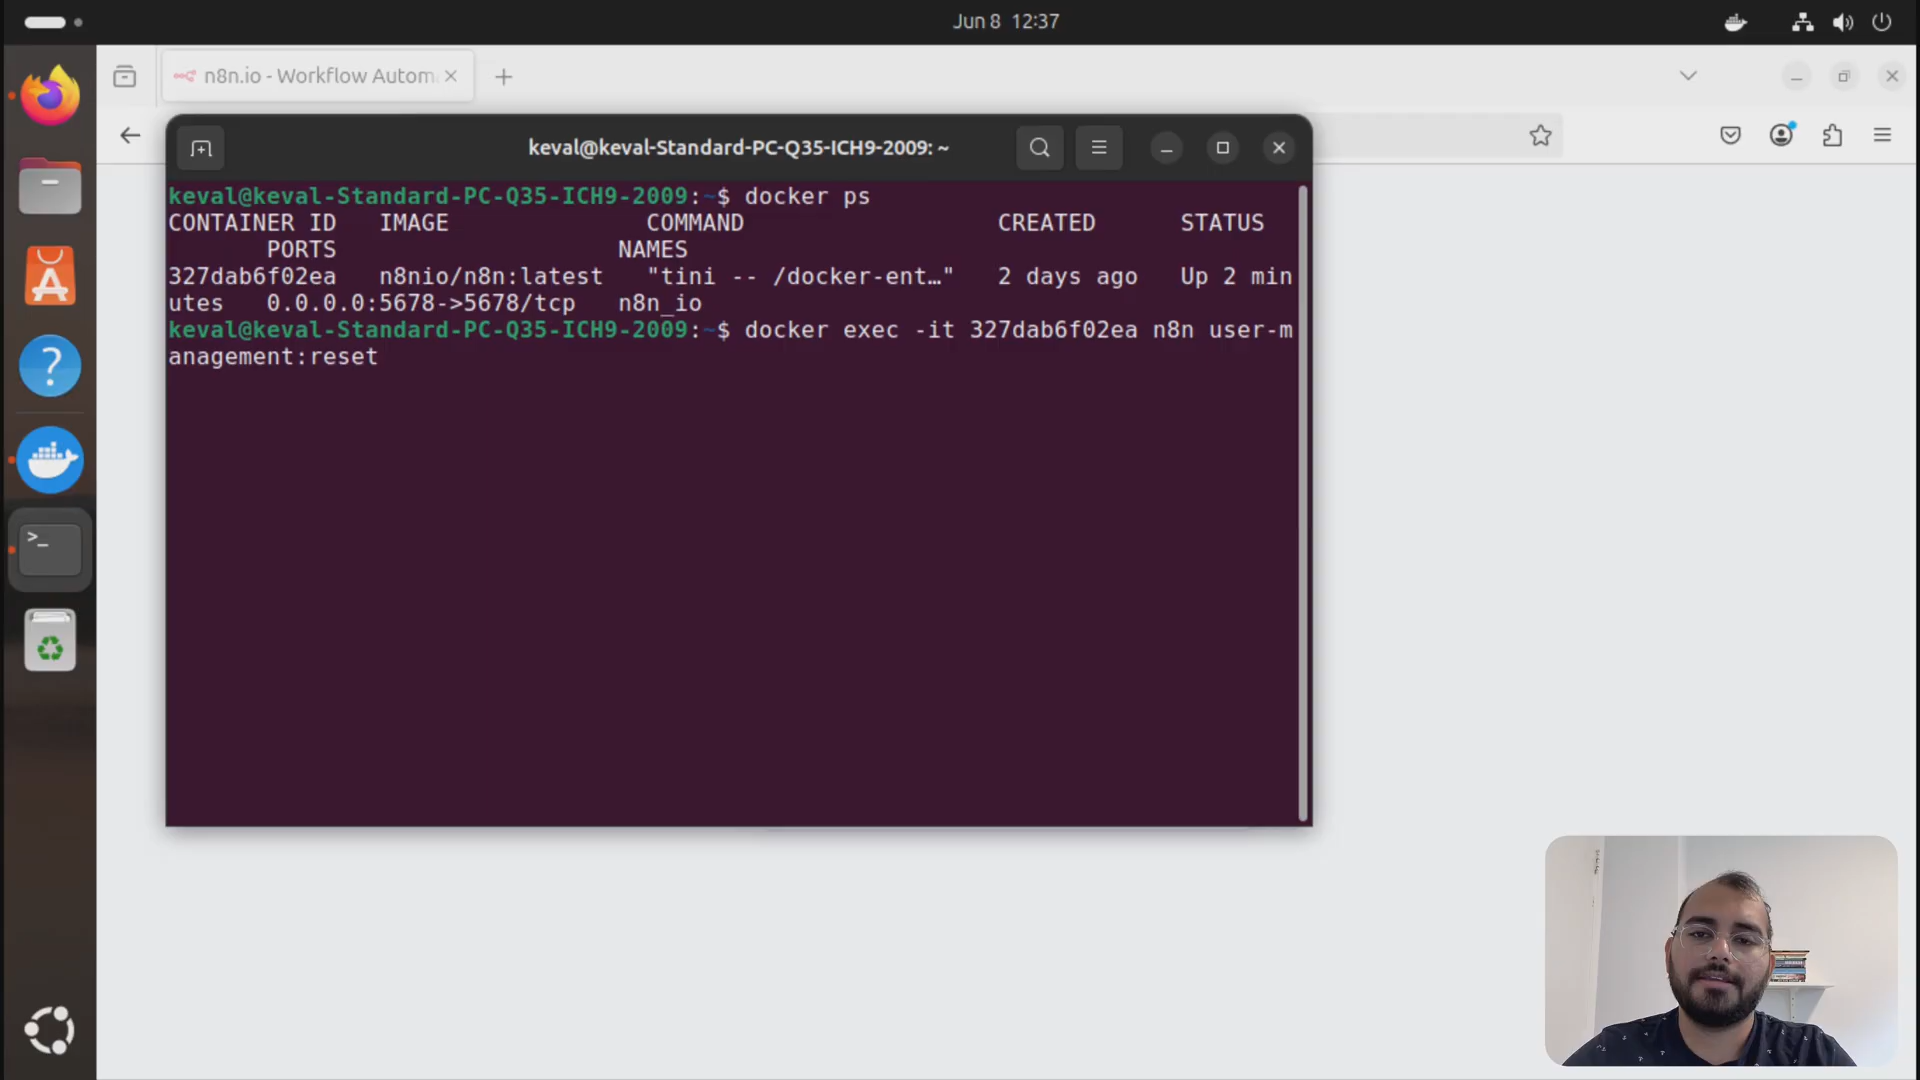 Jun 8 12:37
n8n.io - Workflow Autom
keval@keval-Standard-PC-Q35-ICH9-2009: ~
keval@keval-Standard-PC-Q35-ICH9-2009:~$ docker ps
CONTAINER ID IMAGE COMMAND CREATED STATUS
PORTS NAMES
327dab6f02ea n8nio/n8n:latest "tini -- /docker-ent…" 2 days ago Up 2 min
utes 0.0.0.0:5678->5678/tcp n8n_io
keval@keval-Standard-PC-Q35-ICH9-2009:~$ docker exec -it 327dab6f02ea n8n user-m
anagement:reset